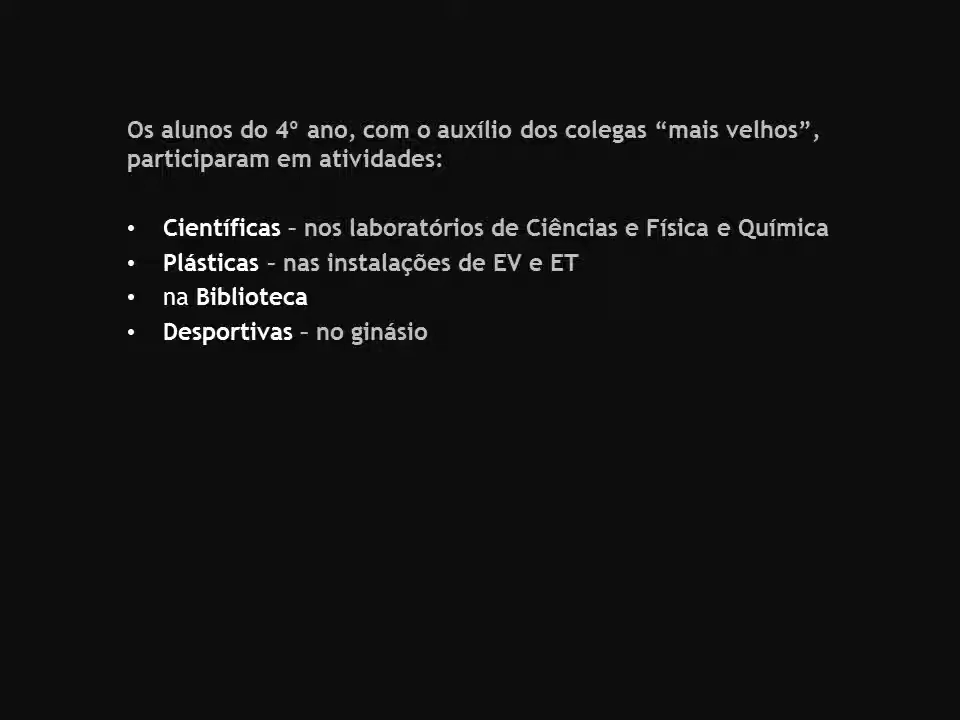 Os alunos do 4º ano, com o auxílio dos colegas “mais velhos”,
participaram em atividades:
• Científicas – nos laboratórios de Ciências e Física e Química
• Plásticas – nas instalações de EV e ET
• na Biblioteca
• Desportivas – no ginásio